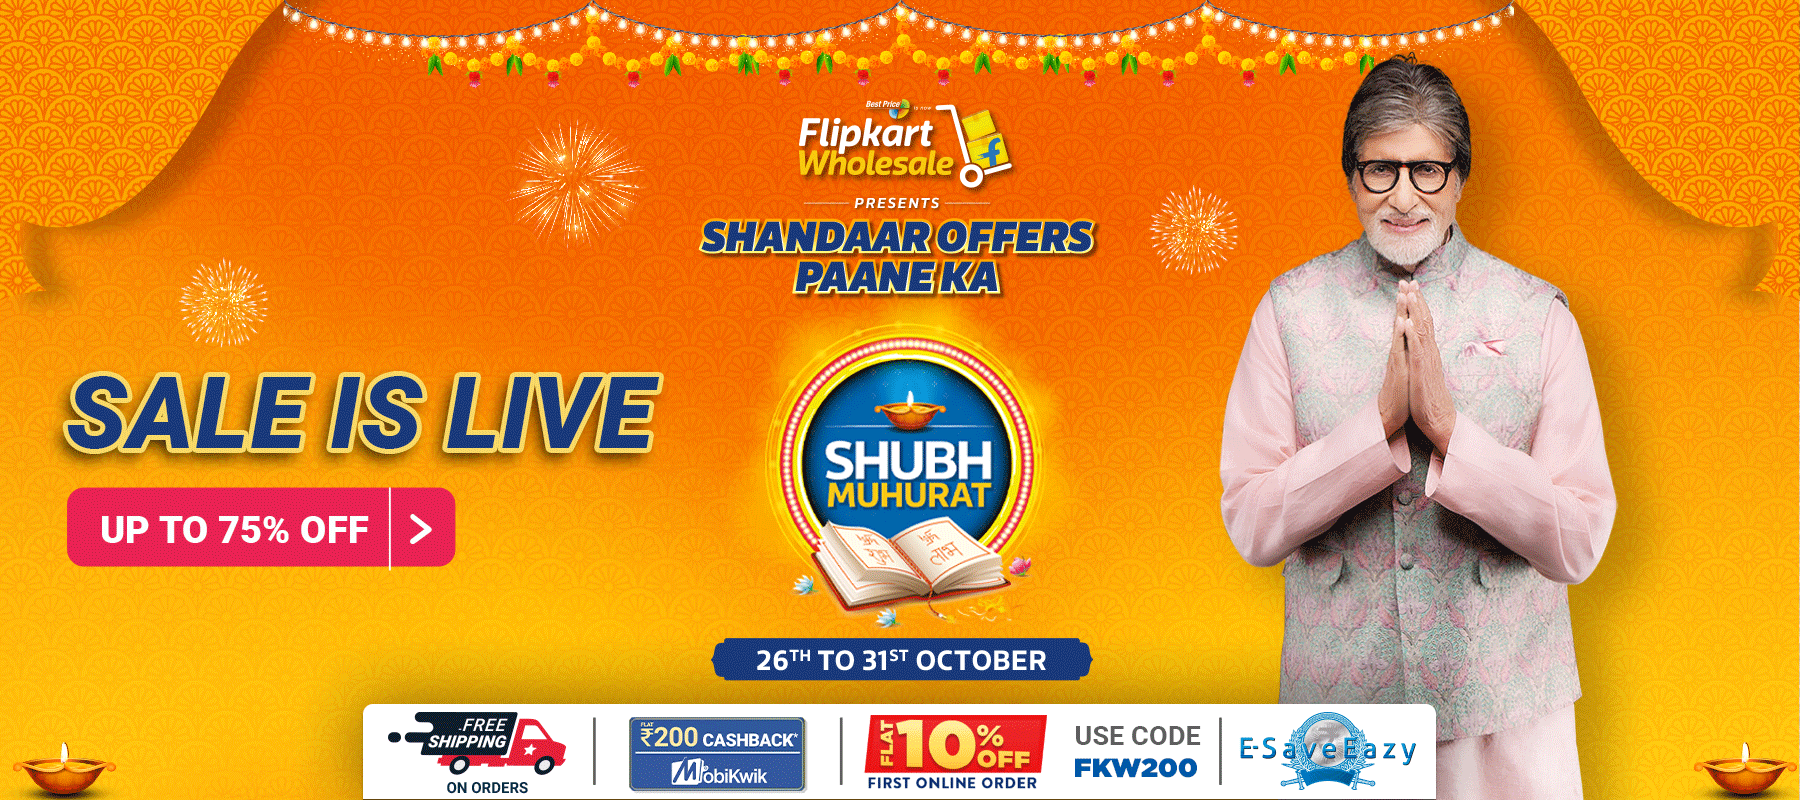 Best Price is now
Flipkart
Wholesale
PRESENTS
SHANDAAR OFFERS
PAANE KA
SALE IS LIVE
UP TO 75% OFF >
SHUBH
MUHURAT
शुभ लाभ
26TH TO 31ST OCTOBER
FREE
SHIPPING
ON ORDERS
FLAT
₹200 CASHBACK*
MobiKwik
FLAT 10% OFF
FIRST ONLINE ORDER
USE CODE
FKW200
E-SaveEazy